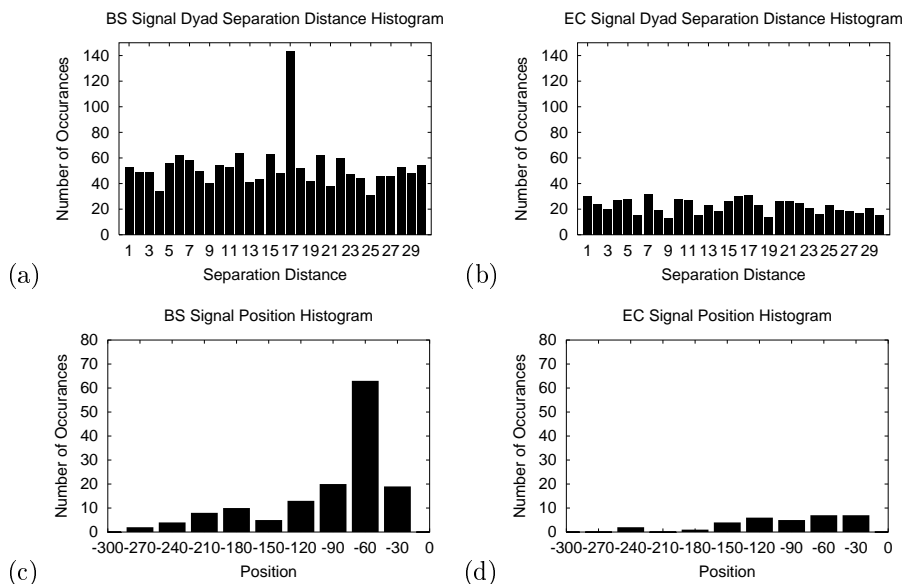 BS Signal Dyad Separation Distance Histogram
Number of Occurances
140
120
100
80
60
40
20
0
1 3 5 7 9 11 13 15 17 19 21 23 25 27 29
Separation Distance
(a)
EC Signal Dyad Separation Distance Histogram
Number of Occurances
140
120
100
80
60
40
20
0
1 3 5 7 9 11 13 15 17 19 21 23 25 27 29
Separation Distance
(b)
BS Signal Position Histogram
Number of Occurances
80
70
60
50
40
30
20
10
0
-300 -270 -240 -210 -180 -150 -120 -90 -60 -30 0
Position
(c)
EC Signal Position Histogram
Number of Occurances
80
70
60
50
40
30
20
10
0
-300 -270 -240 -210 -180 -150 -120 -90 -60 -30 0
Position
(d)